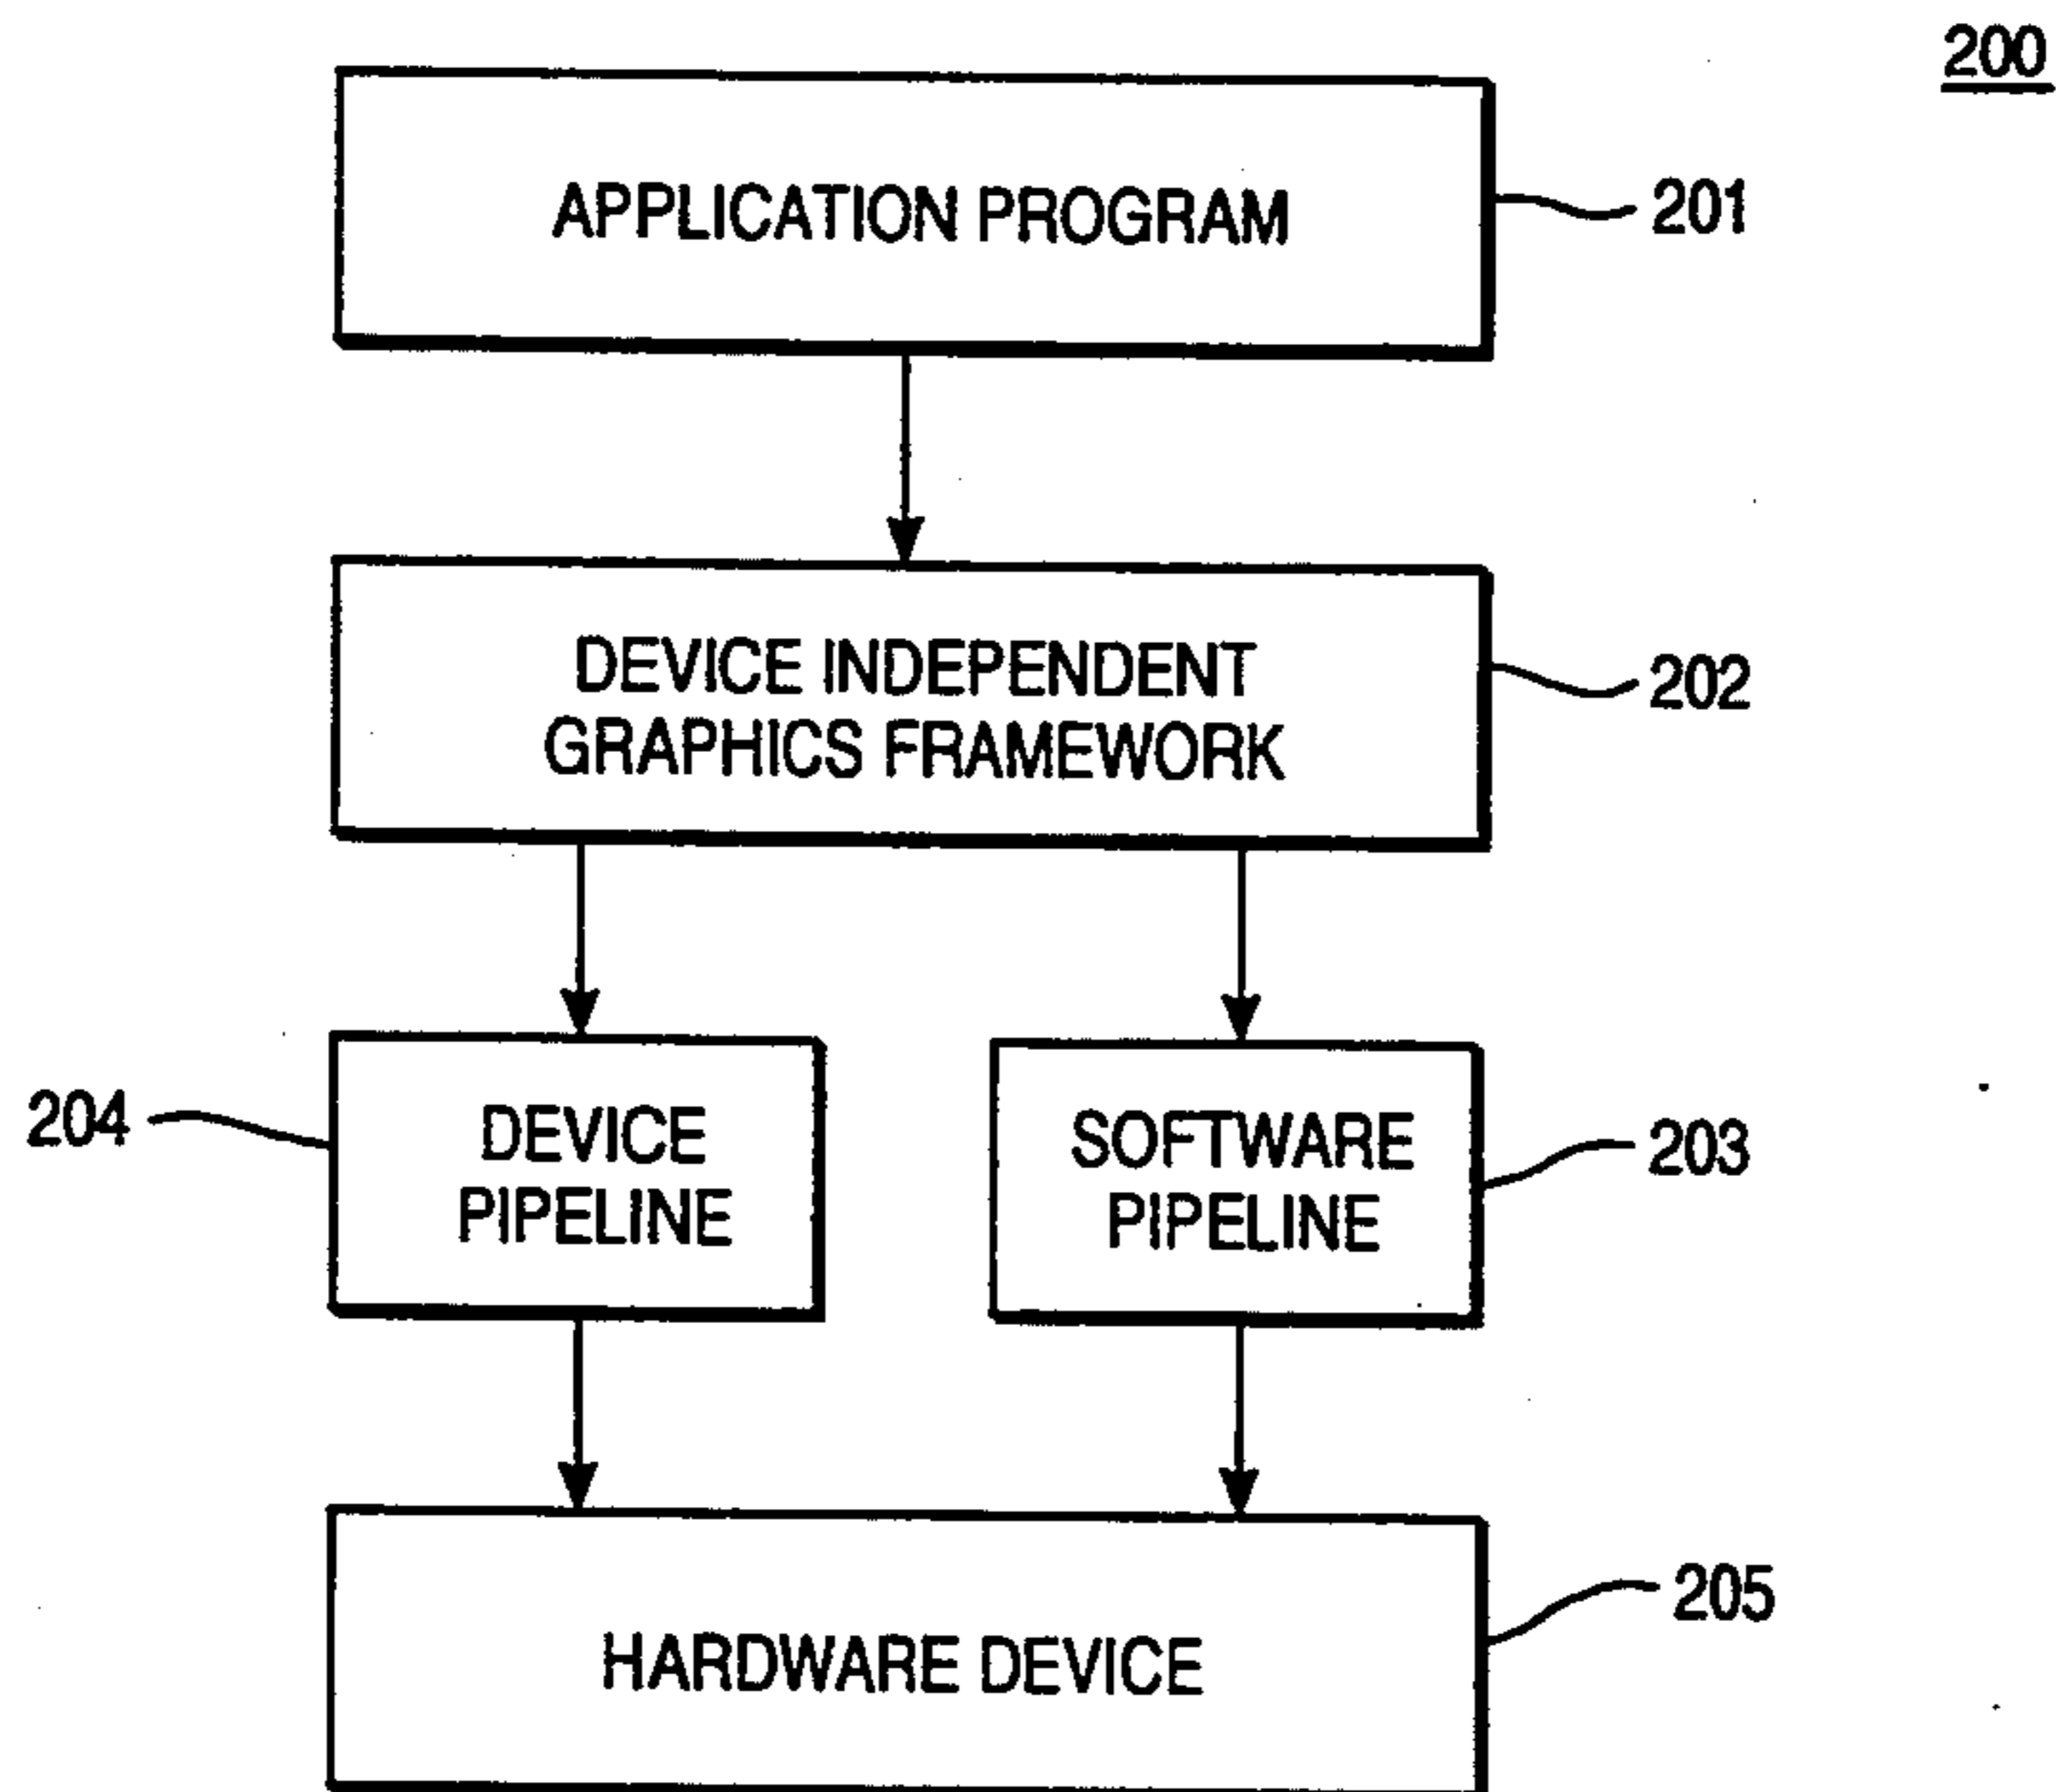 200
APPLICATION PROGRAM
201
DEVICE INDEPENDENT
GRAPHICS FRAMEWORK
202
204
DEVICE
PIPELINE
SOFTWARE
PIPELINE
203
HARDWARE DEVICE
205